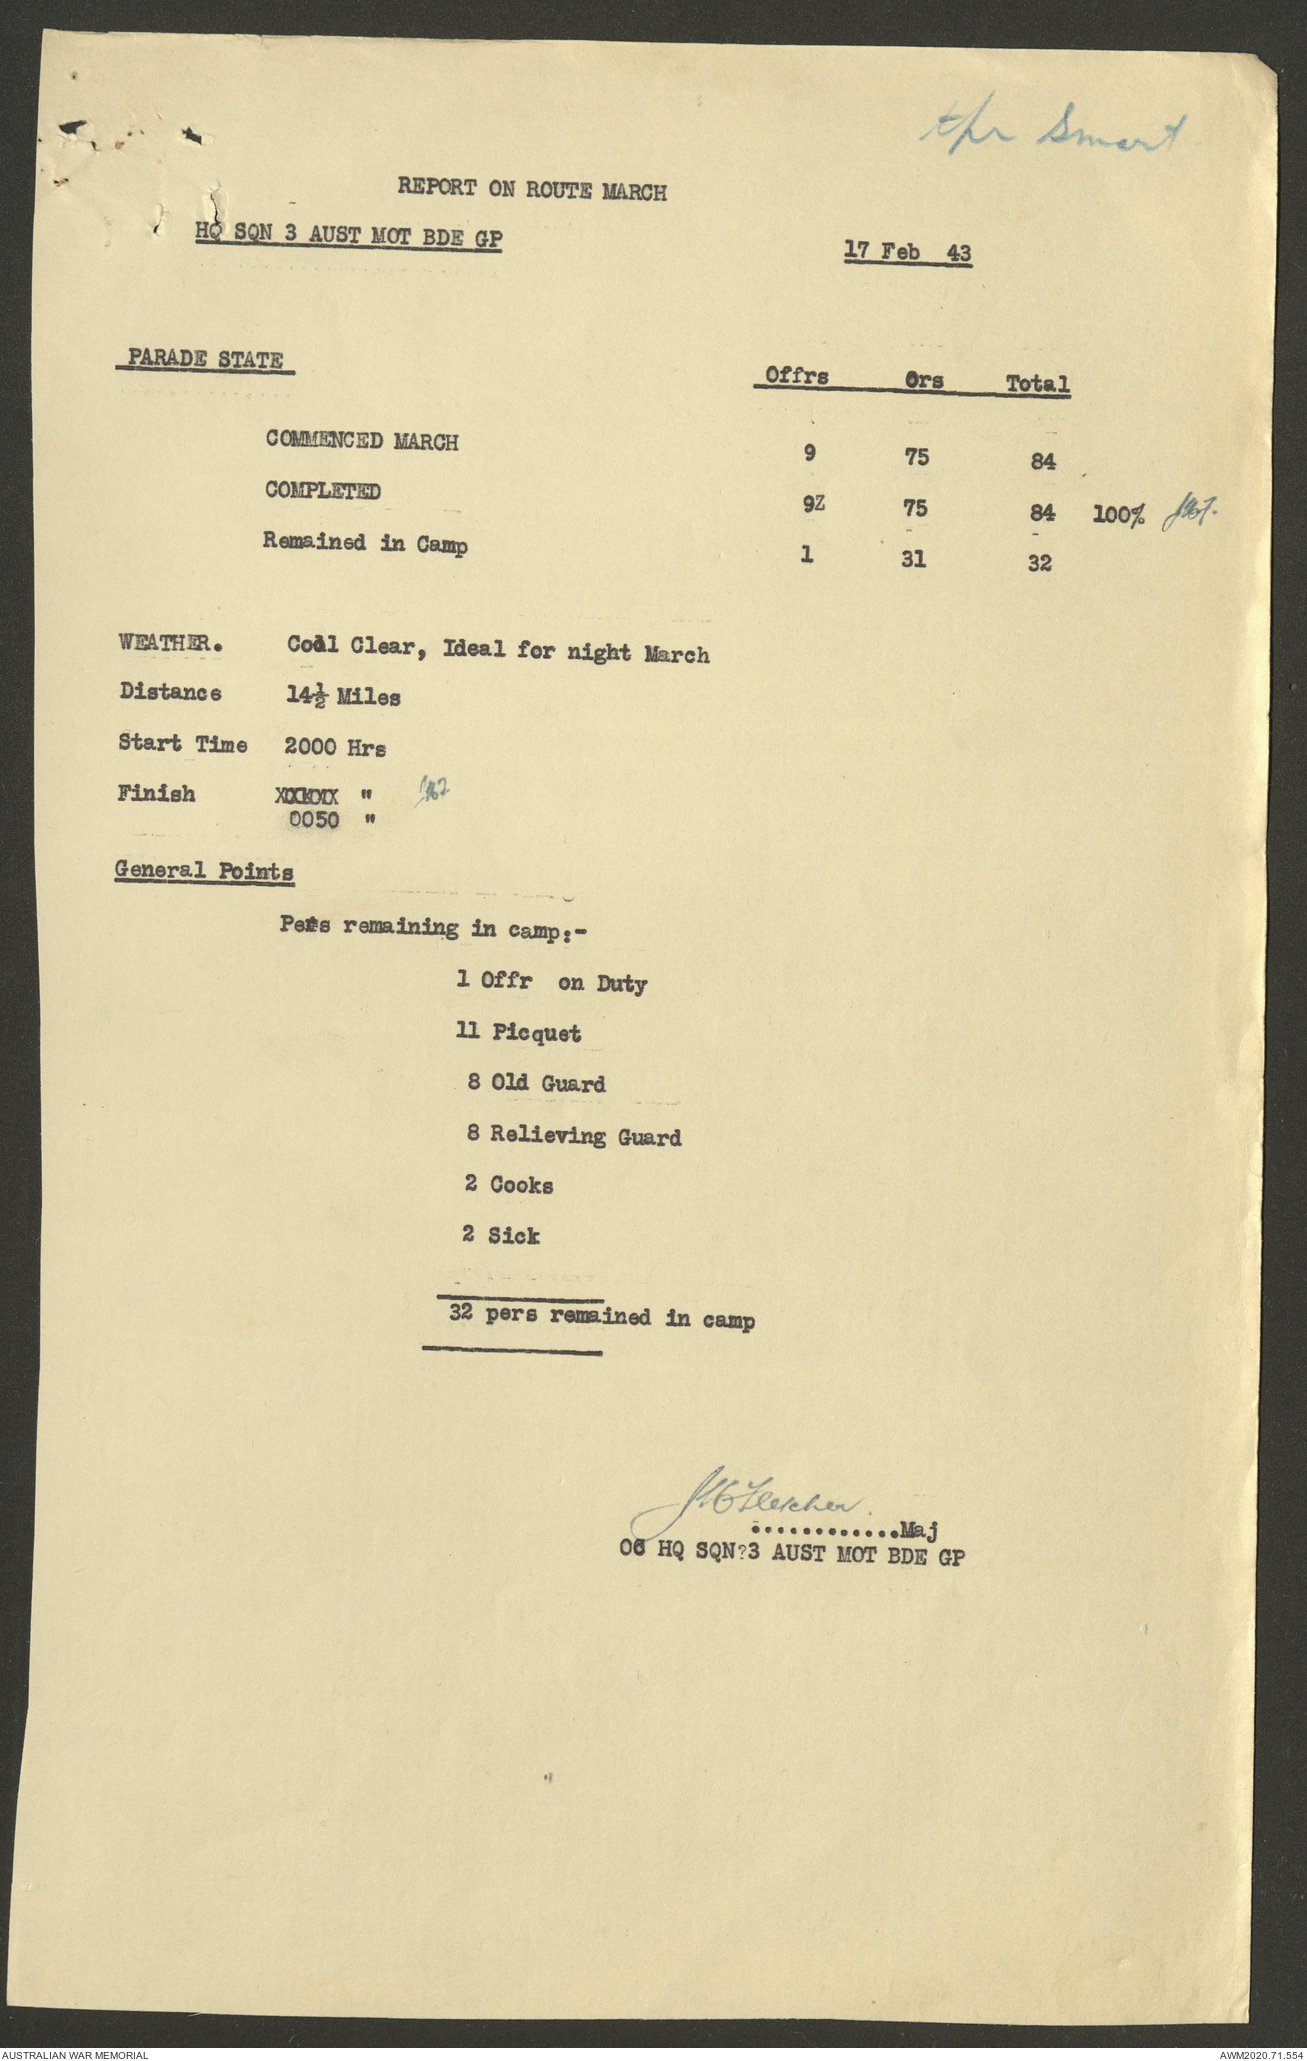 tpr Smart.
REPORT ON ROUTE MARCH
HQ SQN 3 AUST MOT BDE GP
17 Feb 43
PARADE STATE
Offrs Ors Total
COMMENCED MARCH 9 75 84
COMPLETED 9Z 75 84 100%
Remained in Camp 1 31 32
WEATHER. Cool Clear, Ideal for night March
Distance 14½ Miles
Start Time 2000 Hrs
Finish "
0050 "
General Points
Pers remaining in camp:-
1 Offr on Duty
11 Picquet
8 Old Guard
8 Relieving Guard
2 Cooks
2 Sick
32 pers remained in camp
Fletcher.
.............Maj
OC HQ SQN?3 AUST MOT BDE GP
AUSTRALIAN WAR MEMORIAL
AWM2020.71.554